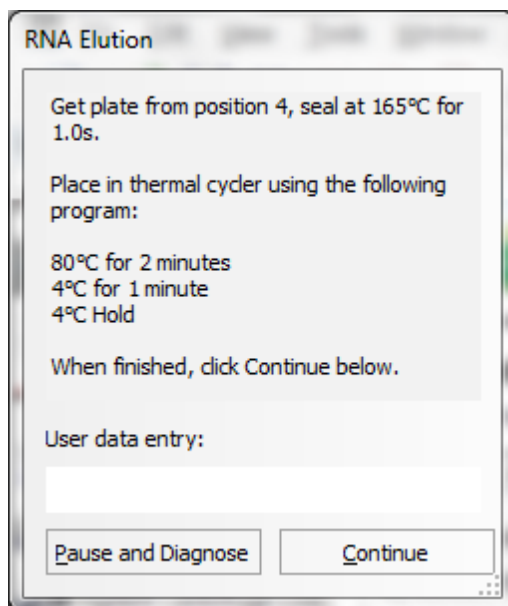 RNA Elution
Get plate from position 4, seal at 165°C for
1.0s.
Place in thermal cycler using the following
program:
80°C for 2 minutes
4°C for 1 minute
4°C Hold
When finished, click Continue below.
User data entry:
Pause and Diagnose
Continue